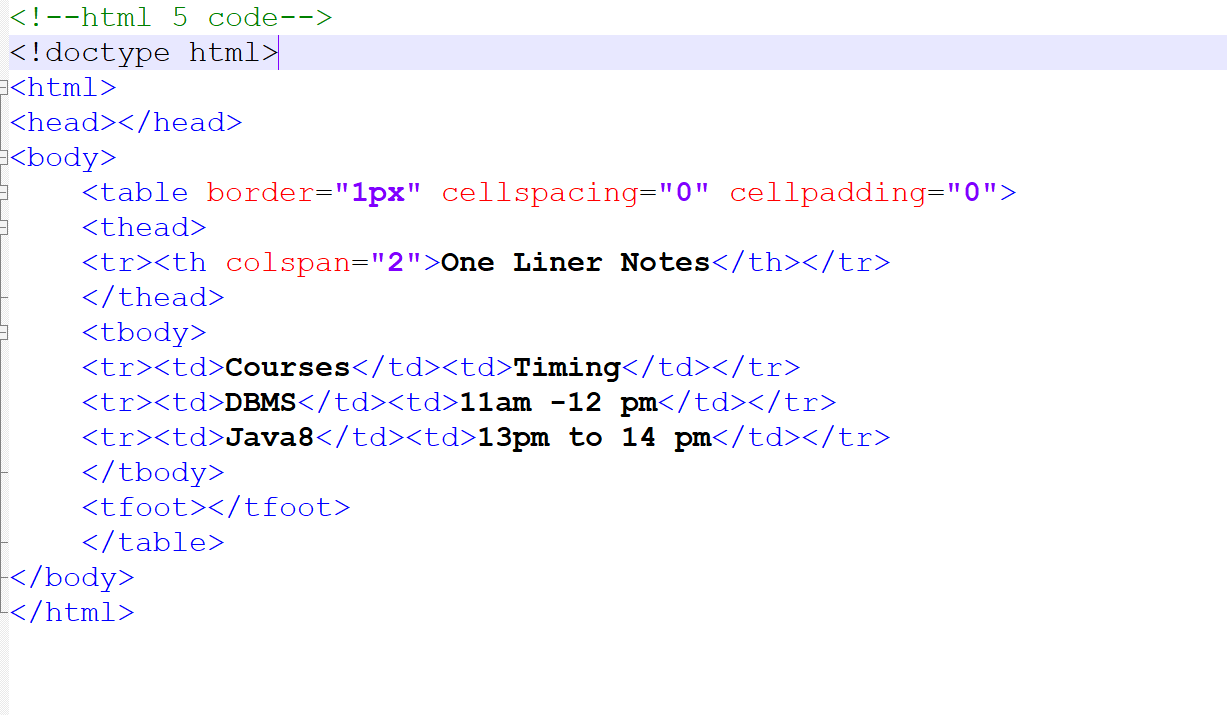 <!--html 5 code-->
<!doctype html>
<html>
<head></head>
<body>
    <table border="1px" cellspacing="0" cellpadding="0">
    <thead>
    <tr><th colspan="2">One Liner Notes</th></tr>
    </thead>
    <tbody>
    <tr><td>Courses</td><td>Timing</td></tr>
    <tr><td>DBMS</td><td>11am -12 pm</td></tr>
    <tr><td>Java8</td><td>13pm to 14 pm</td></tr>
    </tbody>
    <tfoot></tfoot>
    </table>
</body>
</html>